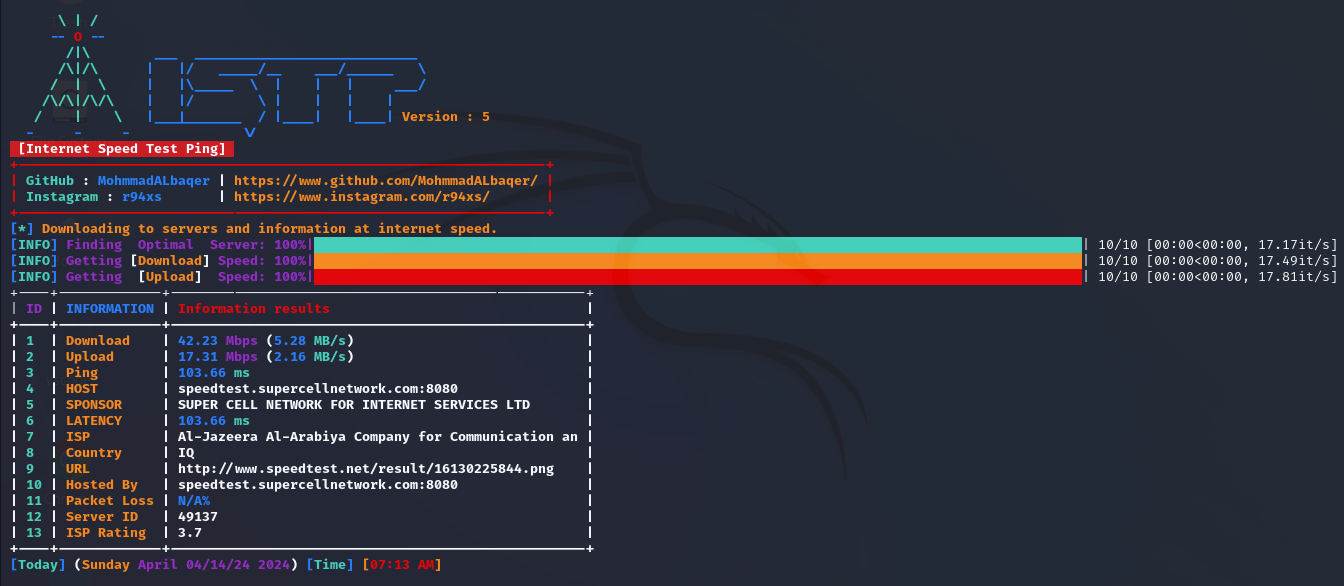 ISTP
Version : 5
[Internet Speed Test Ping]
| GitHub : MohmmadALbaqer | https://www.github.com/MohmmadALbaqer/ |
| Instagram : r94xs | https://www.instagram.com/r94xs/ |
[*] Downloading to servers and information at internet speed.
[INFO] Finding Optimal Server: 100%| | 10/10 [00:00<00:00, 17.17it/s]
[INFO] Getting [Download] Speed: 100%| | 10/10 [00:00<00:00, 17.49it/s]
[INFO] Getting [Upload] Speed: 100%| | 10/10 [00:00<00:00, 17.81it/s]
| ID | INFORMATION | Information results |
| 1 | Download | 42.23 Mbps (5.28 MB/s) |
| 2 | Upload | 17.31 Mbps (2.16 MB/s) |
| 3 | Ping | 103.66 ms |
| 4 | HOST | speedtest.supercellnetwork.com:8080 |
| 5 | SPONSOR | SUPER CELL NETWORK FOR INTERNET SERVICES LTD |
| 6 | LATENCY | 103.66 ms |
| 7 | ISP | Al-Jazeera Al-Arabiya Company for Communication an |
| 8 | Country | IQ |
| 9 | URL | http://www.speedtest.net/result/16130225844.png |
| 10 | Hosted By | speedtest.supercellnetwork.com:8080 |
| 11 | Packet Loss | N/A% |
| 12 | Server ID | 49137 |
| 13 | ISP Rating | 3.7 |
[Today] (Sunday April 04/14/24 2024) [Time] [07:13 AM]